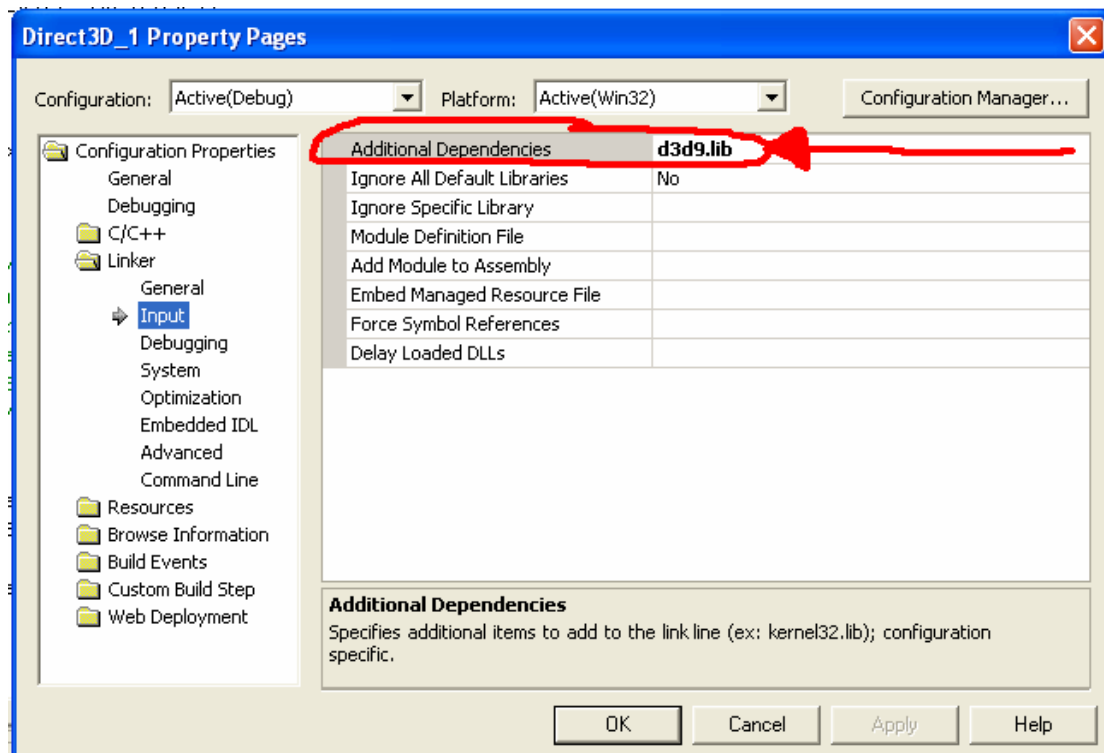 Direct3D_1 Property Pages
Configuration: Active(Debug) Platform: Active(Win32) Configuration Manager...
Configuration Properties
General
Debugging
C/C++
Linker
General
Input
Debugging
System
Optimization
Embedded IDL
Advanced
Command Line
Resources
Browse Information
Build Events
Custom Build Step
Web Deployment
Additional Dependencies d3d9.lib
Ignore All Default Libraries No
Ignore Specific Library
Module Definition File
Add Module to Assembly
Embed Managed Resource File
Force Symbol References
Delay Loaded DLLs
Additional Dependencies
Specifies additional items to add to the link line (ex: kernel32.lib); configuration
specific.
OK Cancel Apply Help